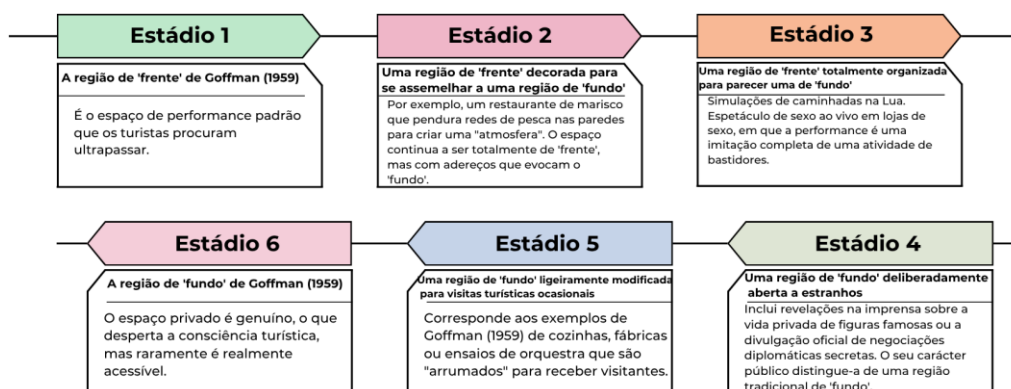 Estádio 1
A região de 'frente' de Goffman (1959)
É o espaço de performance padrão
que os turistas procuram
ultrapassar.
Estádio 2
Uma região de 'frente' decorada para
se assemelhar a uma região de 'fundo'
Por exemplo, um restaurante de marisco
que pendura redes de pesca nas paredes
para criar uma "atmosfera". O espaço
continua a ser totalmente de 'frente',
mas com adereços que evocam o
'fundo'.
Estádio 3
Uma região de 'frente' totalmente organizada
para parecer uma de 'fundo'
Simulações de caminhadas na Lua.
Espetáculo de sexo ao vivo em lojas de
sexo, em que a performance é uma
imitação completa de uma atividade de
bastidores.
Estádio 4
Uma região de 'fundo' deliberadamente
aberta a estranhos
Inclui revelações na imprensa sobre a
vida privada de figuras famosas ou a
divulgação oficial de negociações
diplomáticas secretas. O seu carácter
público distingue-a de uma região
tradicional de 'fundo'.
Estádio 5
Uma região de 'fundo' ligeiramente modificada
para visitas turísticas ocasionais
Corresponde aos exemplos de
Goffman (1959) de cozinhas, fábricas
ou ensaios de orquestra que são
"arrumados" para receber visitantes.
Estádio 6
A região de 'fundo' de Goffman (1959)
O espaço privado é genuíno, o que
desperta a consciência turística,
mas raramente é realmente
acessível.